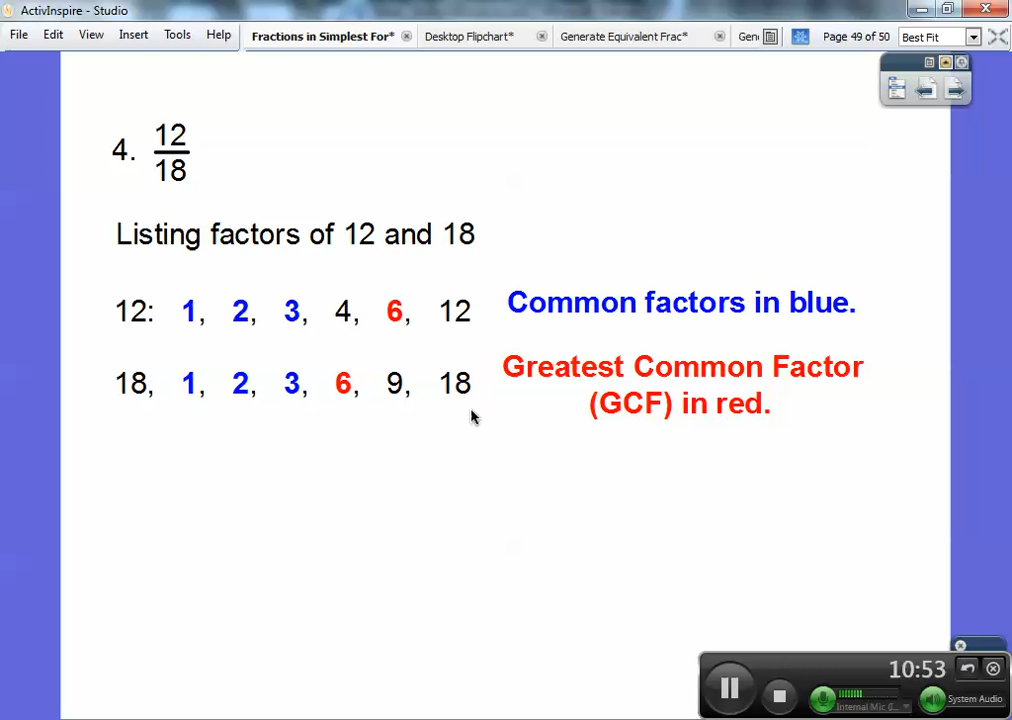 ActivInspire - Studio
File Edit View Insert Tools Help
Fractions in Simplest For* Desktop Flipchart* Generate Equivalent Frac* Gen Page 49 of 50 Best Fit
4. 12
18
Listing factors of 12 and 18
12: 1, 2, 3, 4, 6, 12
Common factors in blue.
18, 1, 2, 3, 6, 9, 18
Greatest Common Factor
(GCF) in red.
10:53
Internal Mic (I...
System Audio